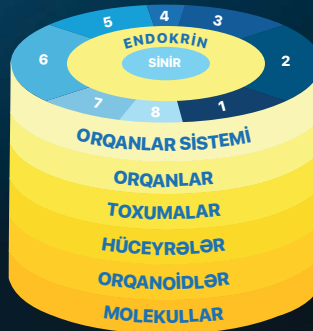 5 4 3
6 2
7 8 1
ENDOKRİN
SİNİR
ORQANLAR SİSTEMİ
ORQANLAR
TOXUMALAR
HÜCEYRƏLƏR
ORQANOİDLƏR
MOLEKULLAR